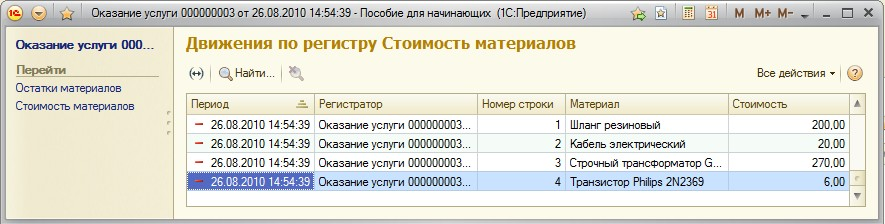 Оказание услуги 000000003 от 26.08.2010 14:54:39 - Пособие для начинающих (1С:Предприятие)
M M+ M-
Оказание услуги 000...
Перейти
Остатки материалов
Стоимость материалов
Движения по регистру Стоимость материалов
Найти...
Все действия
Период Регистратор Номер строки Материал Стоимость
26.08.2010 14:54:39 Оказание услуги 000000003... 1 Шланг резиновый 200,00
26.08.2010 14:54:39 Оказание услуги 000000003... 2 Кабель электрический 20,00
26.08.2010 14:54:39 Оказание услуги 000000003... 3 Строчный трансформатор G... 270,00
26.08.2010 14:54:39 Оказание услуги 000000003... 4 Транзистор Philips 2N2369 6,00